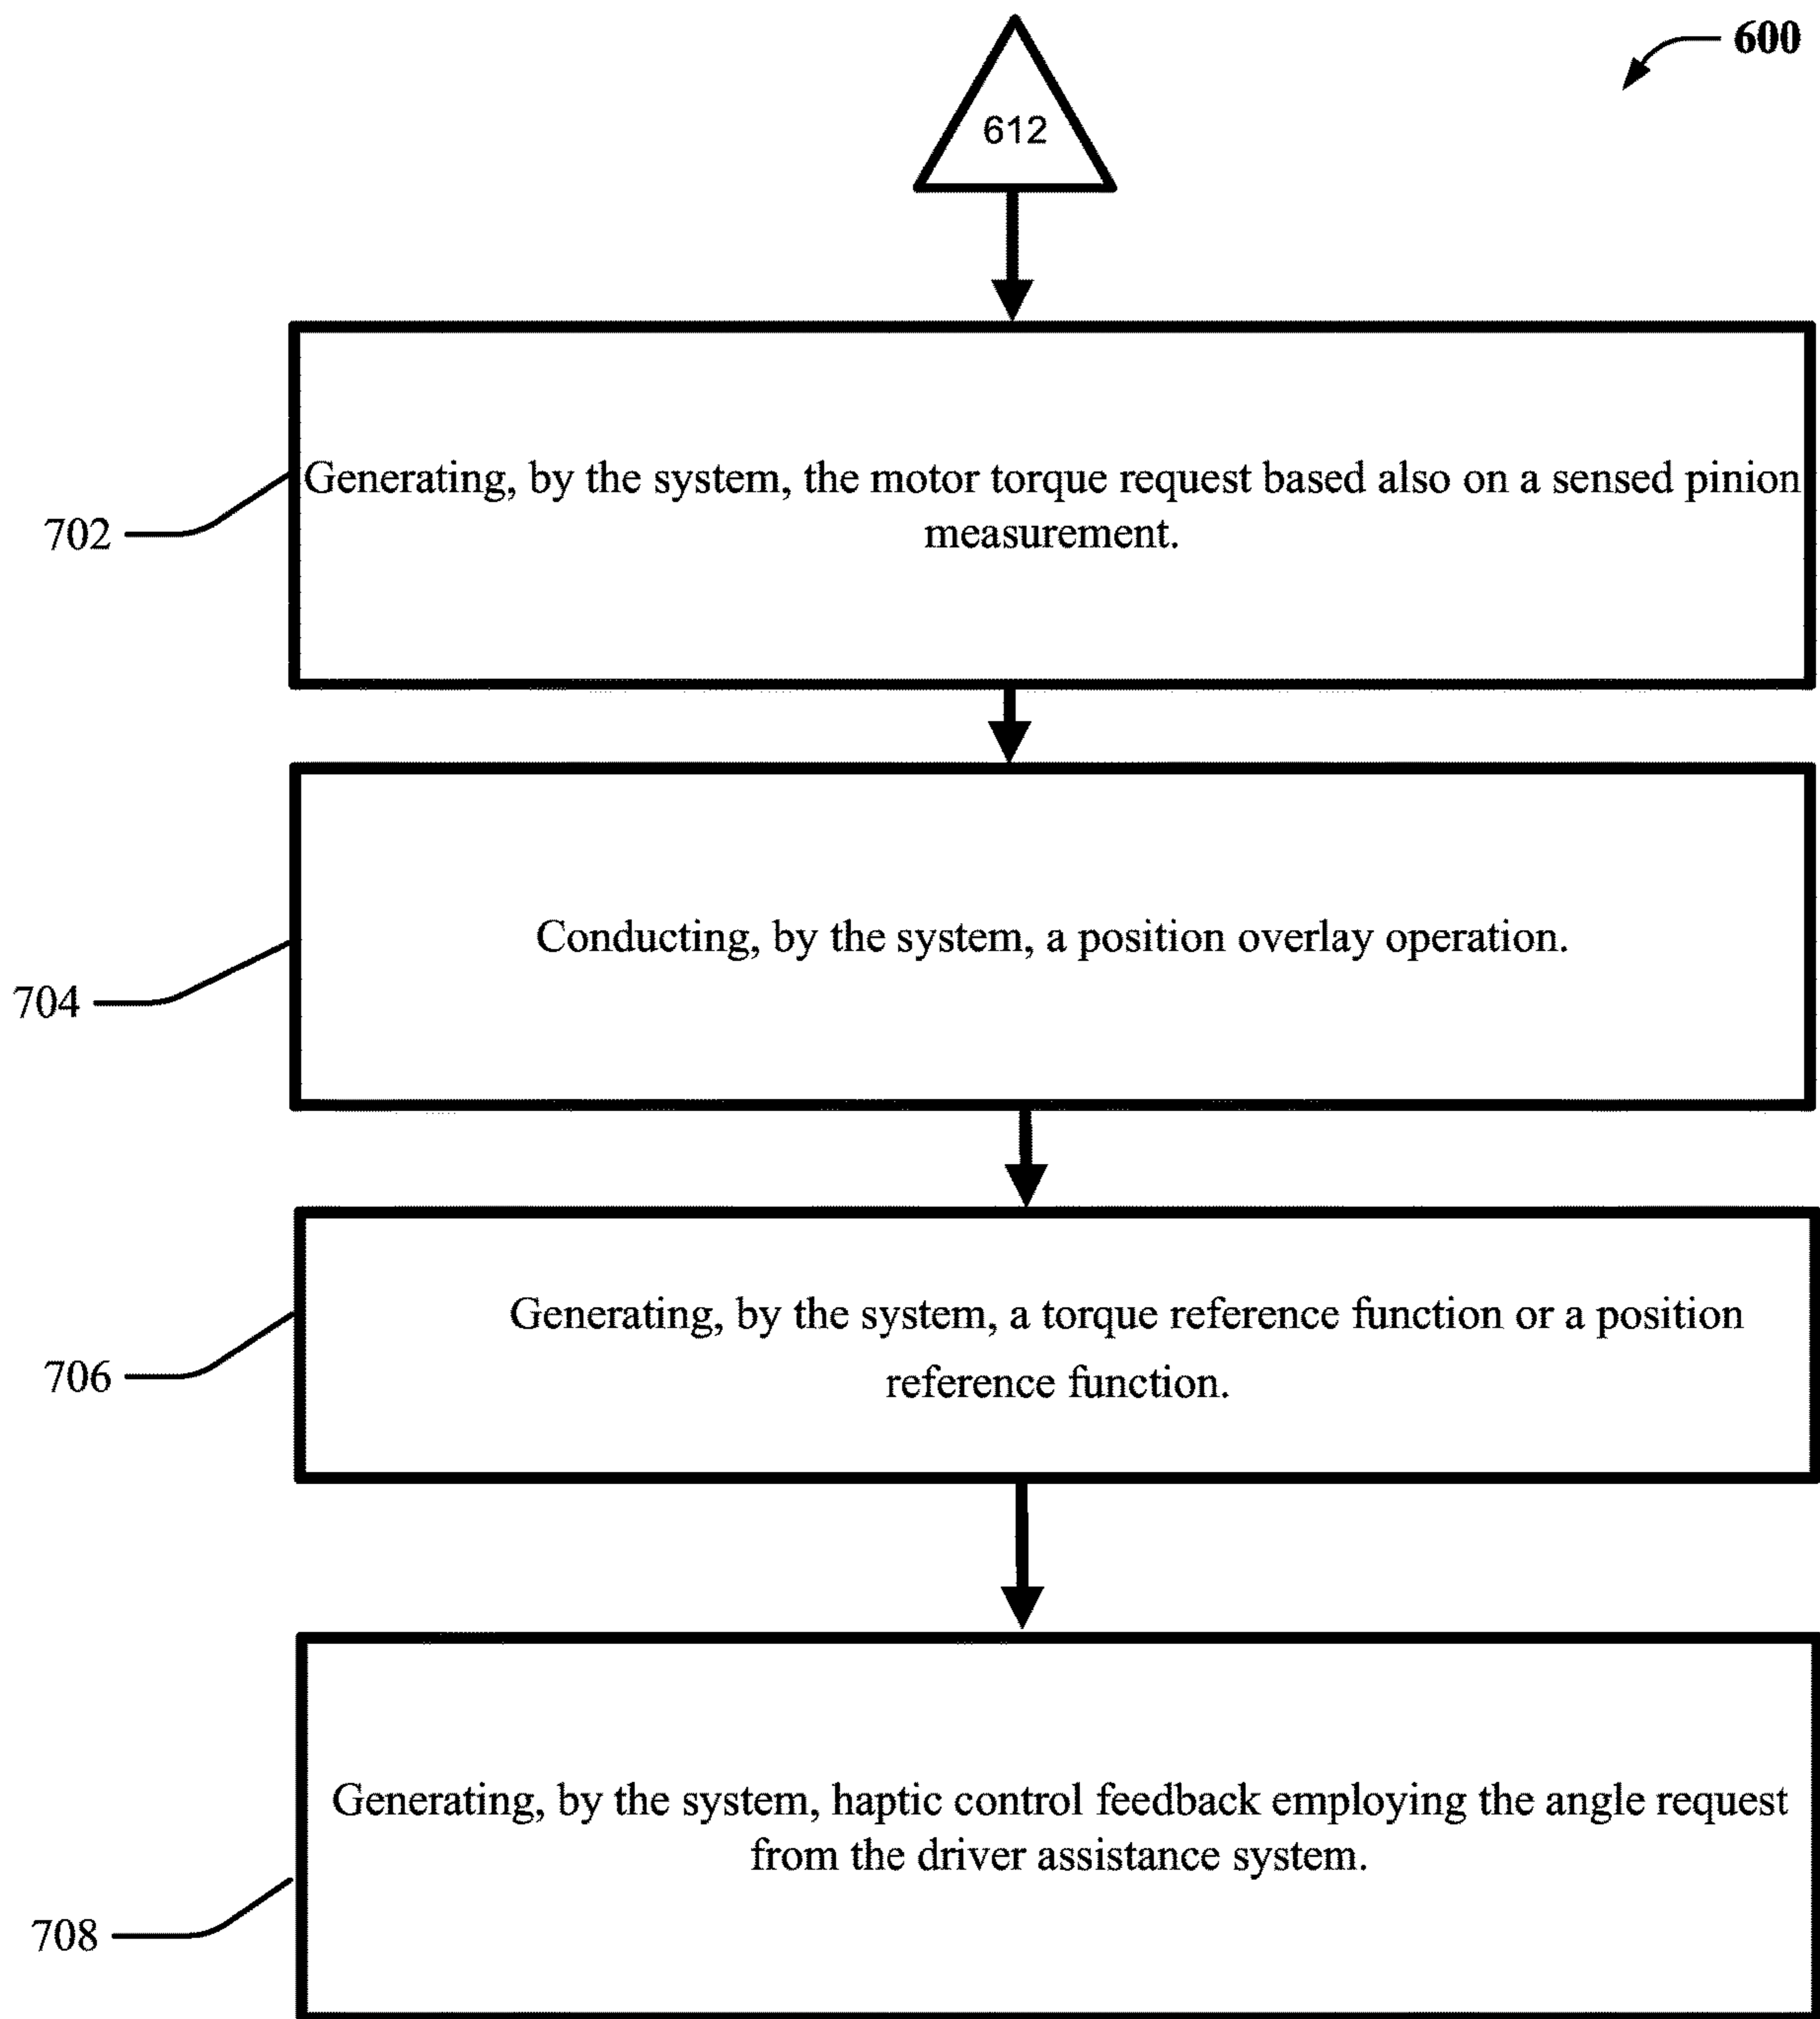 600
612
Generating, by the system, the motor torque request based also on a sensed pinion
measurement.
702
Conducting, by the system, a position overlay operation.
704
Generating, by the system, a torque reference function or a position
reference function.
706
Generating, by the system, haptic control feedback employing the angle request
from the driver assistance system.
708